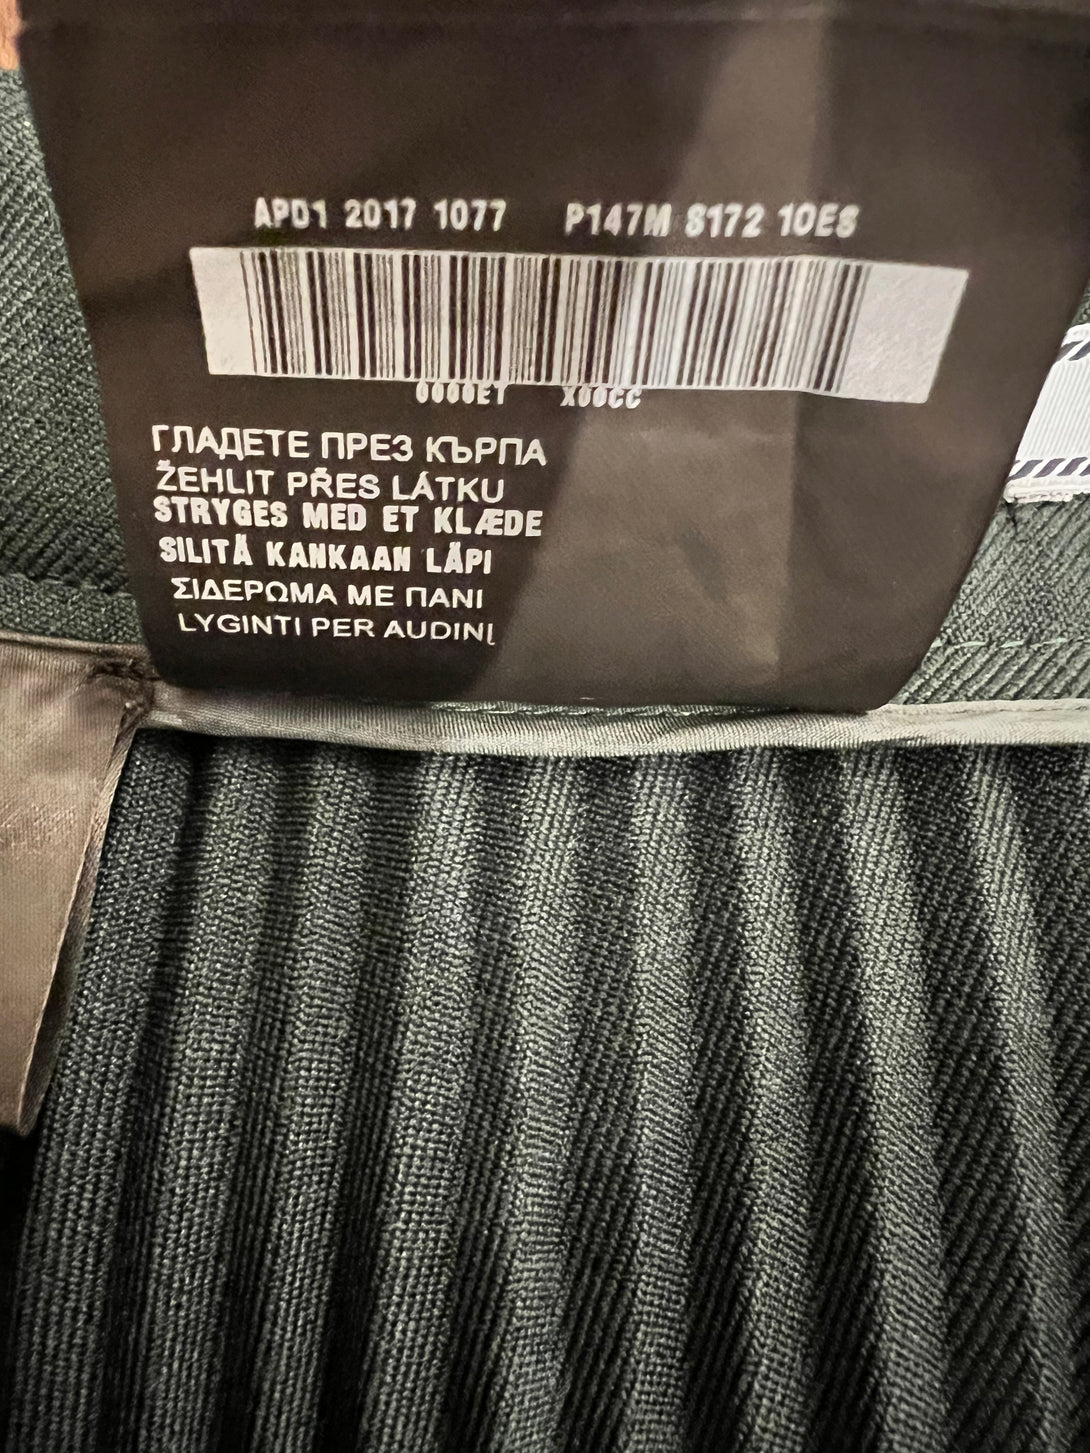 APD1 2017 1077 P147M S172 10ES
0000ET X00CC
ГЛАДЕТЕ ПРЕЗ КЪРПА
ŽEHLIT PŘES LÁTKU
STRYGES MED ET KLÆDE
SILITÄ KANKAAN LÄPI
ΣΙΔΕΡΩΜΑ ΜΕ ΠΑΝΙ
LYGINTI PER AUDINĮ